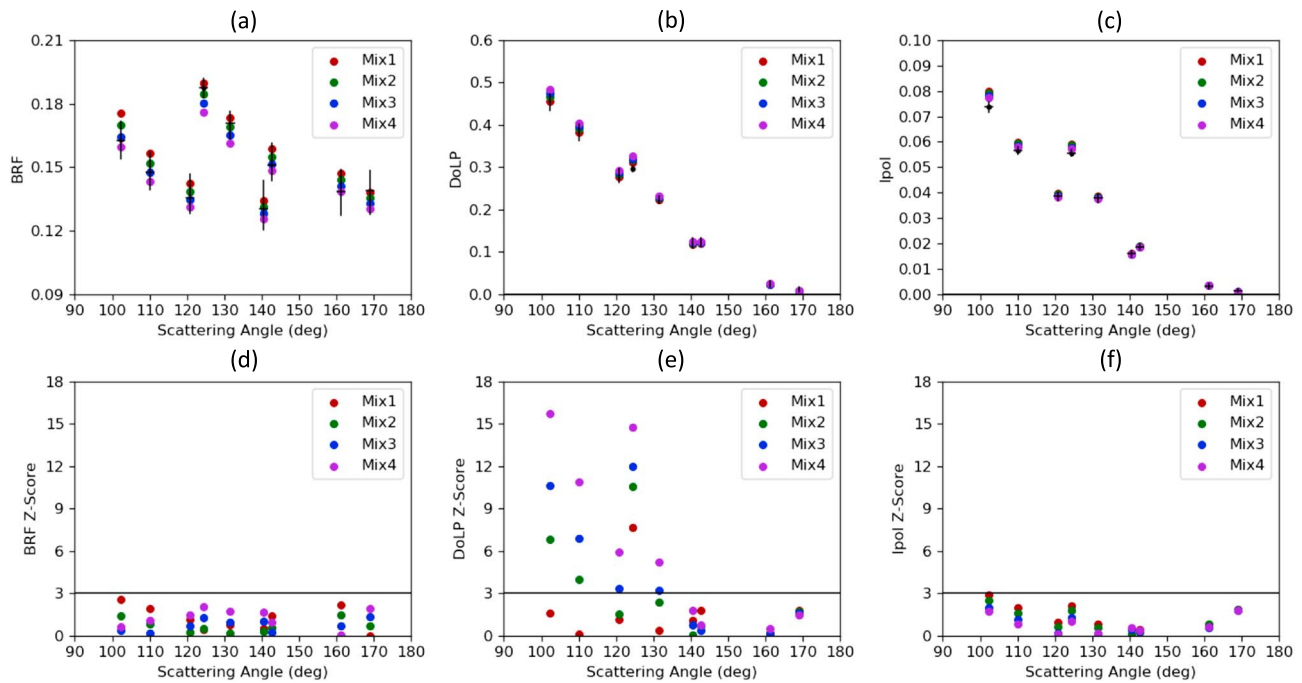 (a)
BRF
0.21
0.18
0.15
0.12
0.09
Mix1
Mix2
Mix3
Mix4
90 100 110 120 130 140 150 160 170 180
Scattering Angle (deg)
(b)
DoLP
0.6
0.5
0.4
0.3
0.2
0.1
0.0
Mix1
Mix2
Mix3
Mix4
90 100 110 120 130 140 150 160 170 180
Scattering Angle (deg)
(c)
Ipol
0.10
0.09
0.08
0.07
0.06
0.05
0.04
0.03
0.02
0.01
0.00
Mix1
Mix2
Mix3
Mix4
90 100 110 120 130 140 150 160 170 180
Scattering Angle (deg)
(d)
BRF Z-Score
18
15
12
9
6
3
0
Mix1
Mix2
Mix3
Mix4
90 100 110 120 130 140 150 160 170 180
Scattering Angle (deg)
(e)
DoLP Z-Score
18
15
12
9
6
3
0
Mix1
Mix2
Mix3
Mix4
90 100 110 120 130 140 150 160 170 180
Scattering Angle (deg)
(f)
Ipol Z-Score
18
15
12
9
6
3
0
Mix1
Mix2
Mix3
Mix4
90 100 110 120 130 140 150 160 170 180
Scattering Angle (deg)